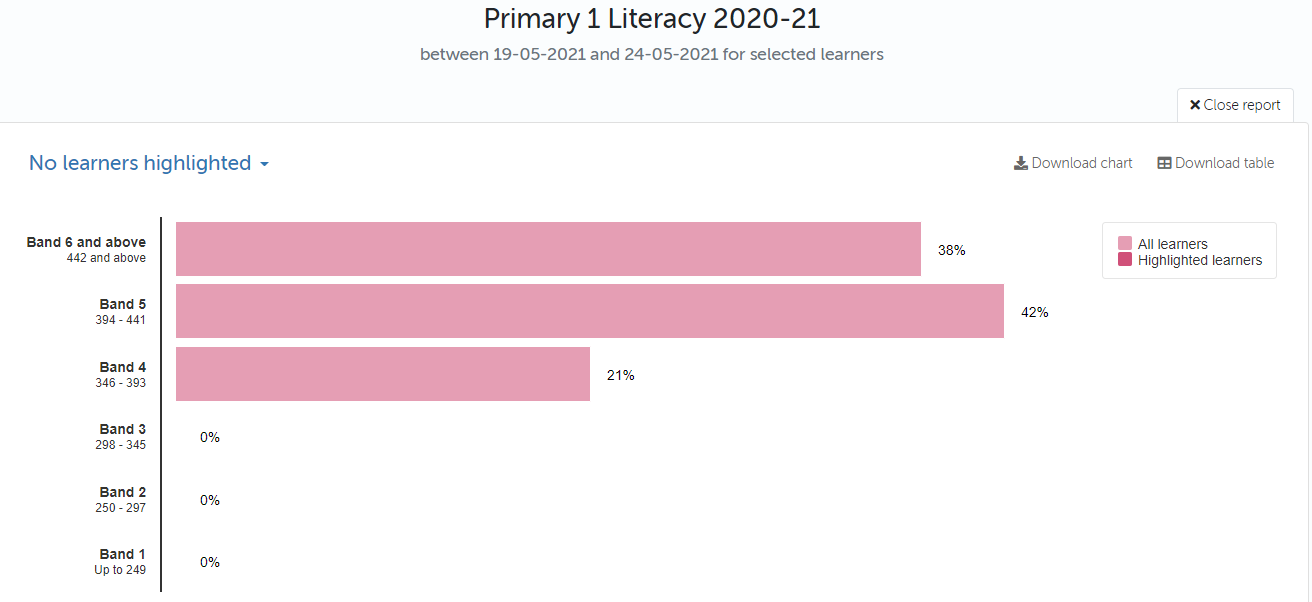 Primary 1 Literacy 2020-21
between 19-05-2021 and 24-05-2021 for selected learners
Close report
No learners highlighted
Download chart
Download table
Band 6 and above
442 and above
38%
All learners
Highlighted learners
Band 5
394 - 441
42%
Band 4
346 - 393
21%
Band 3
298 - 345
0%
Band 2
250 - 297
0%
Band 1
Up to 249
0%